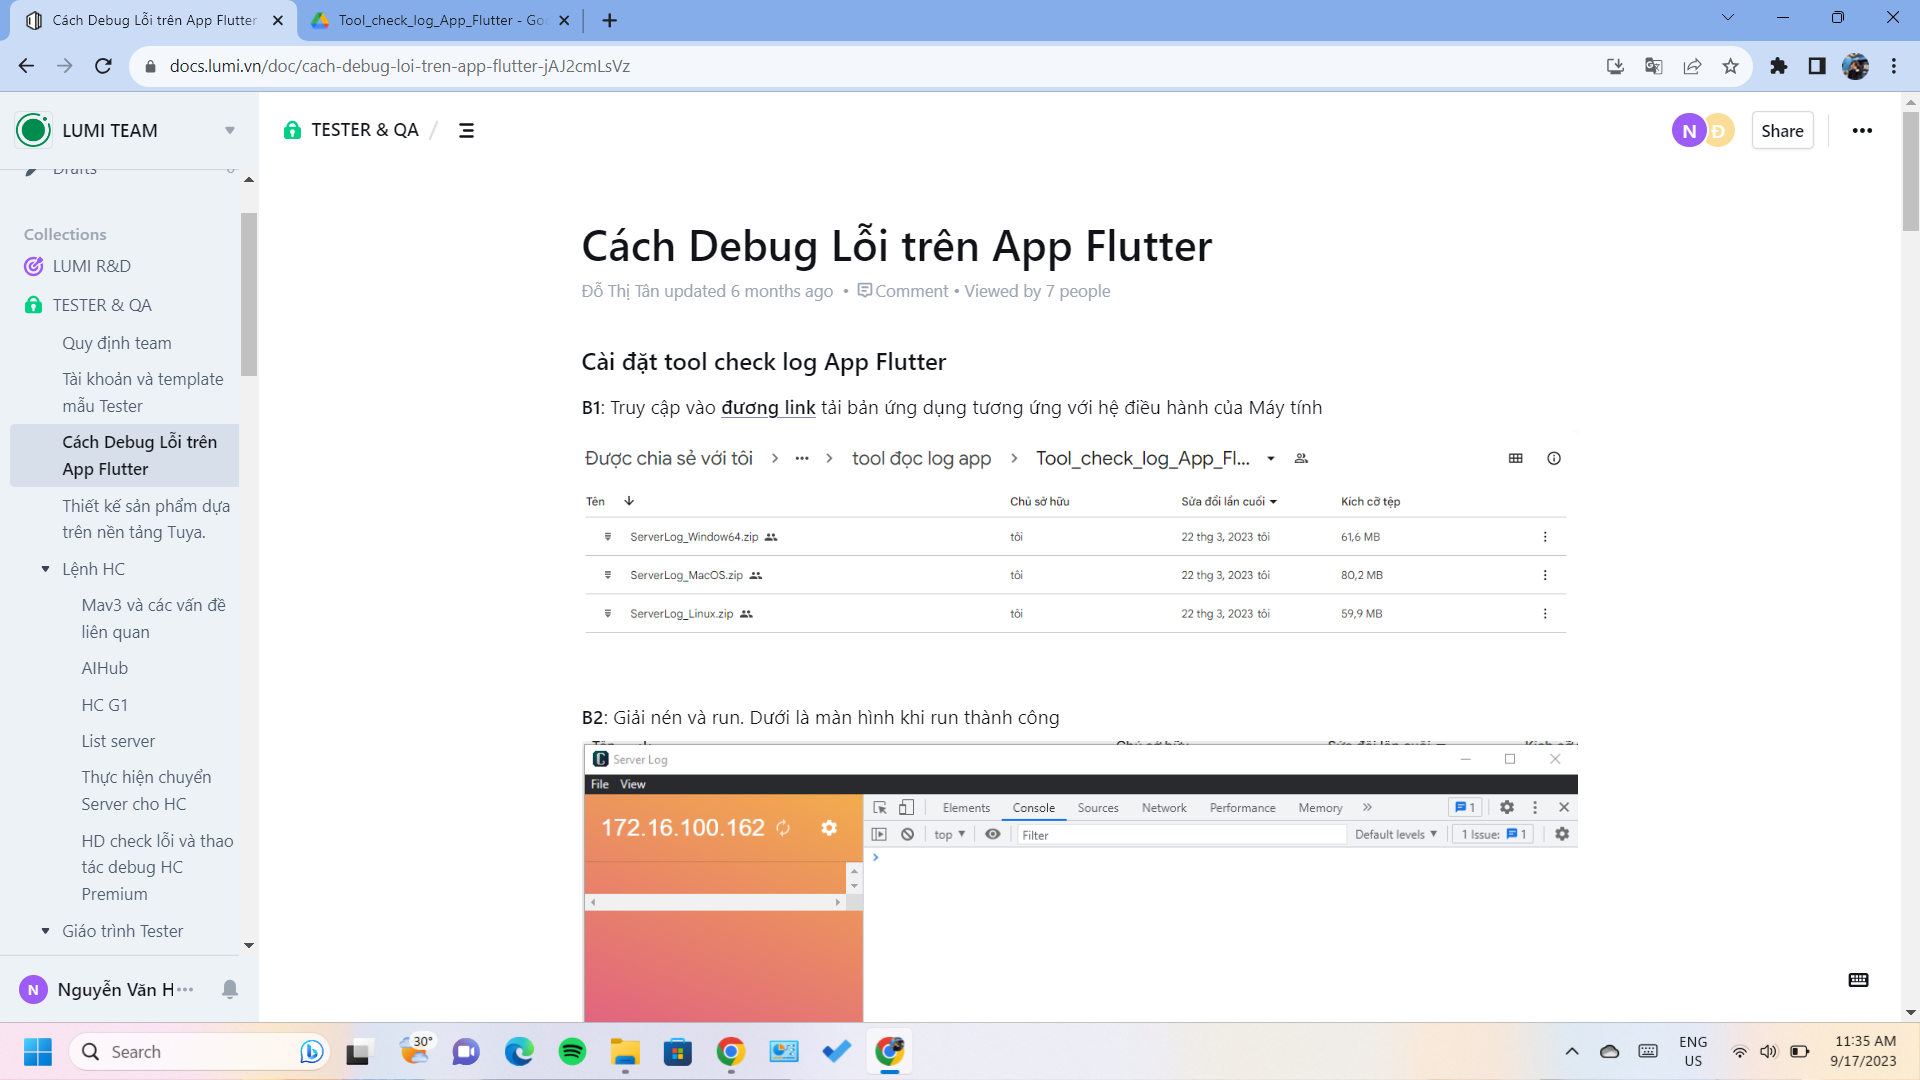 Cách Debug Lỗi trên App Flutter
Tool_check_log_App_Flutter - Goo
docs.lumi.vn/doc/cach-debug-loi-tren-app-flutter-jAJ2cmLsVz
LUMI TEAM
TESTER & QA /
N
Đ
Share
Drafts
Collections
LUMI R&D
TESTER & QA
Quy định team
Tài khoản và template
mẫu Tester
Cách Debug Lỗi trên
App Flutter
Thiết kế sản phẩm dựa
trên nền tảng Tuya.
Lệnh HC
Mav3 và các vấn đề
liên quan
AIHub
HC G1
List server
Thực hiện chuyển
Server cho HC
HD check lỗi và thao
tác debug HC
Premium
Giáo trình Tester
N
Nguyễn Văn H
Cách Debug Lỗi trên App Flutter
Đỗ Thị Tân updated 6 months ago • Comment • Viewed by 7 people
Cài đặt tool check log App Flutter
B1: Truy cập vào đương link tải bản ứng dụng tương ứng với hệ điều hành của Máy tính
Được chia sẻ với tôi > ... > tool đọc log app > Tool_check_log_App_Fl...
Tên Chủ sở hữu Sửa đổi lần cuối Kích cỡ tệp
ServerLog_Window64.zip tôi 22 thg 3, 2023 tôi 61,6 MB
ServerLog_MacOS.zip tôi 22 thg 3, 2023 tôi 80,2 MB
ServerLog_Linux.zip tôi 22 thg 3, 2023 tôi 59,9 MB
B2: Giải nén và run. Dưới là màn hình khi run thành công
Server Log
File View
172.16.100.162
Elements Console Sources Network Performance Memory » 1
top Filter Default levels 1 Issue: 1
Search
30°
ENG
US
11:35 AM
9/17/2023